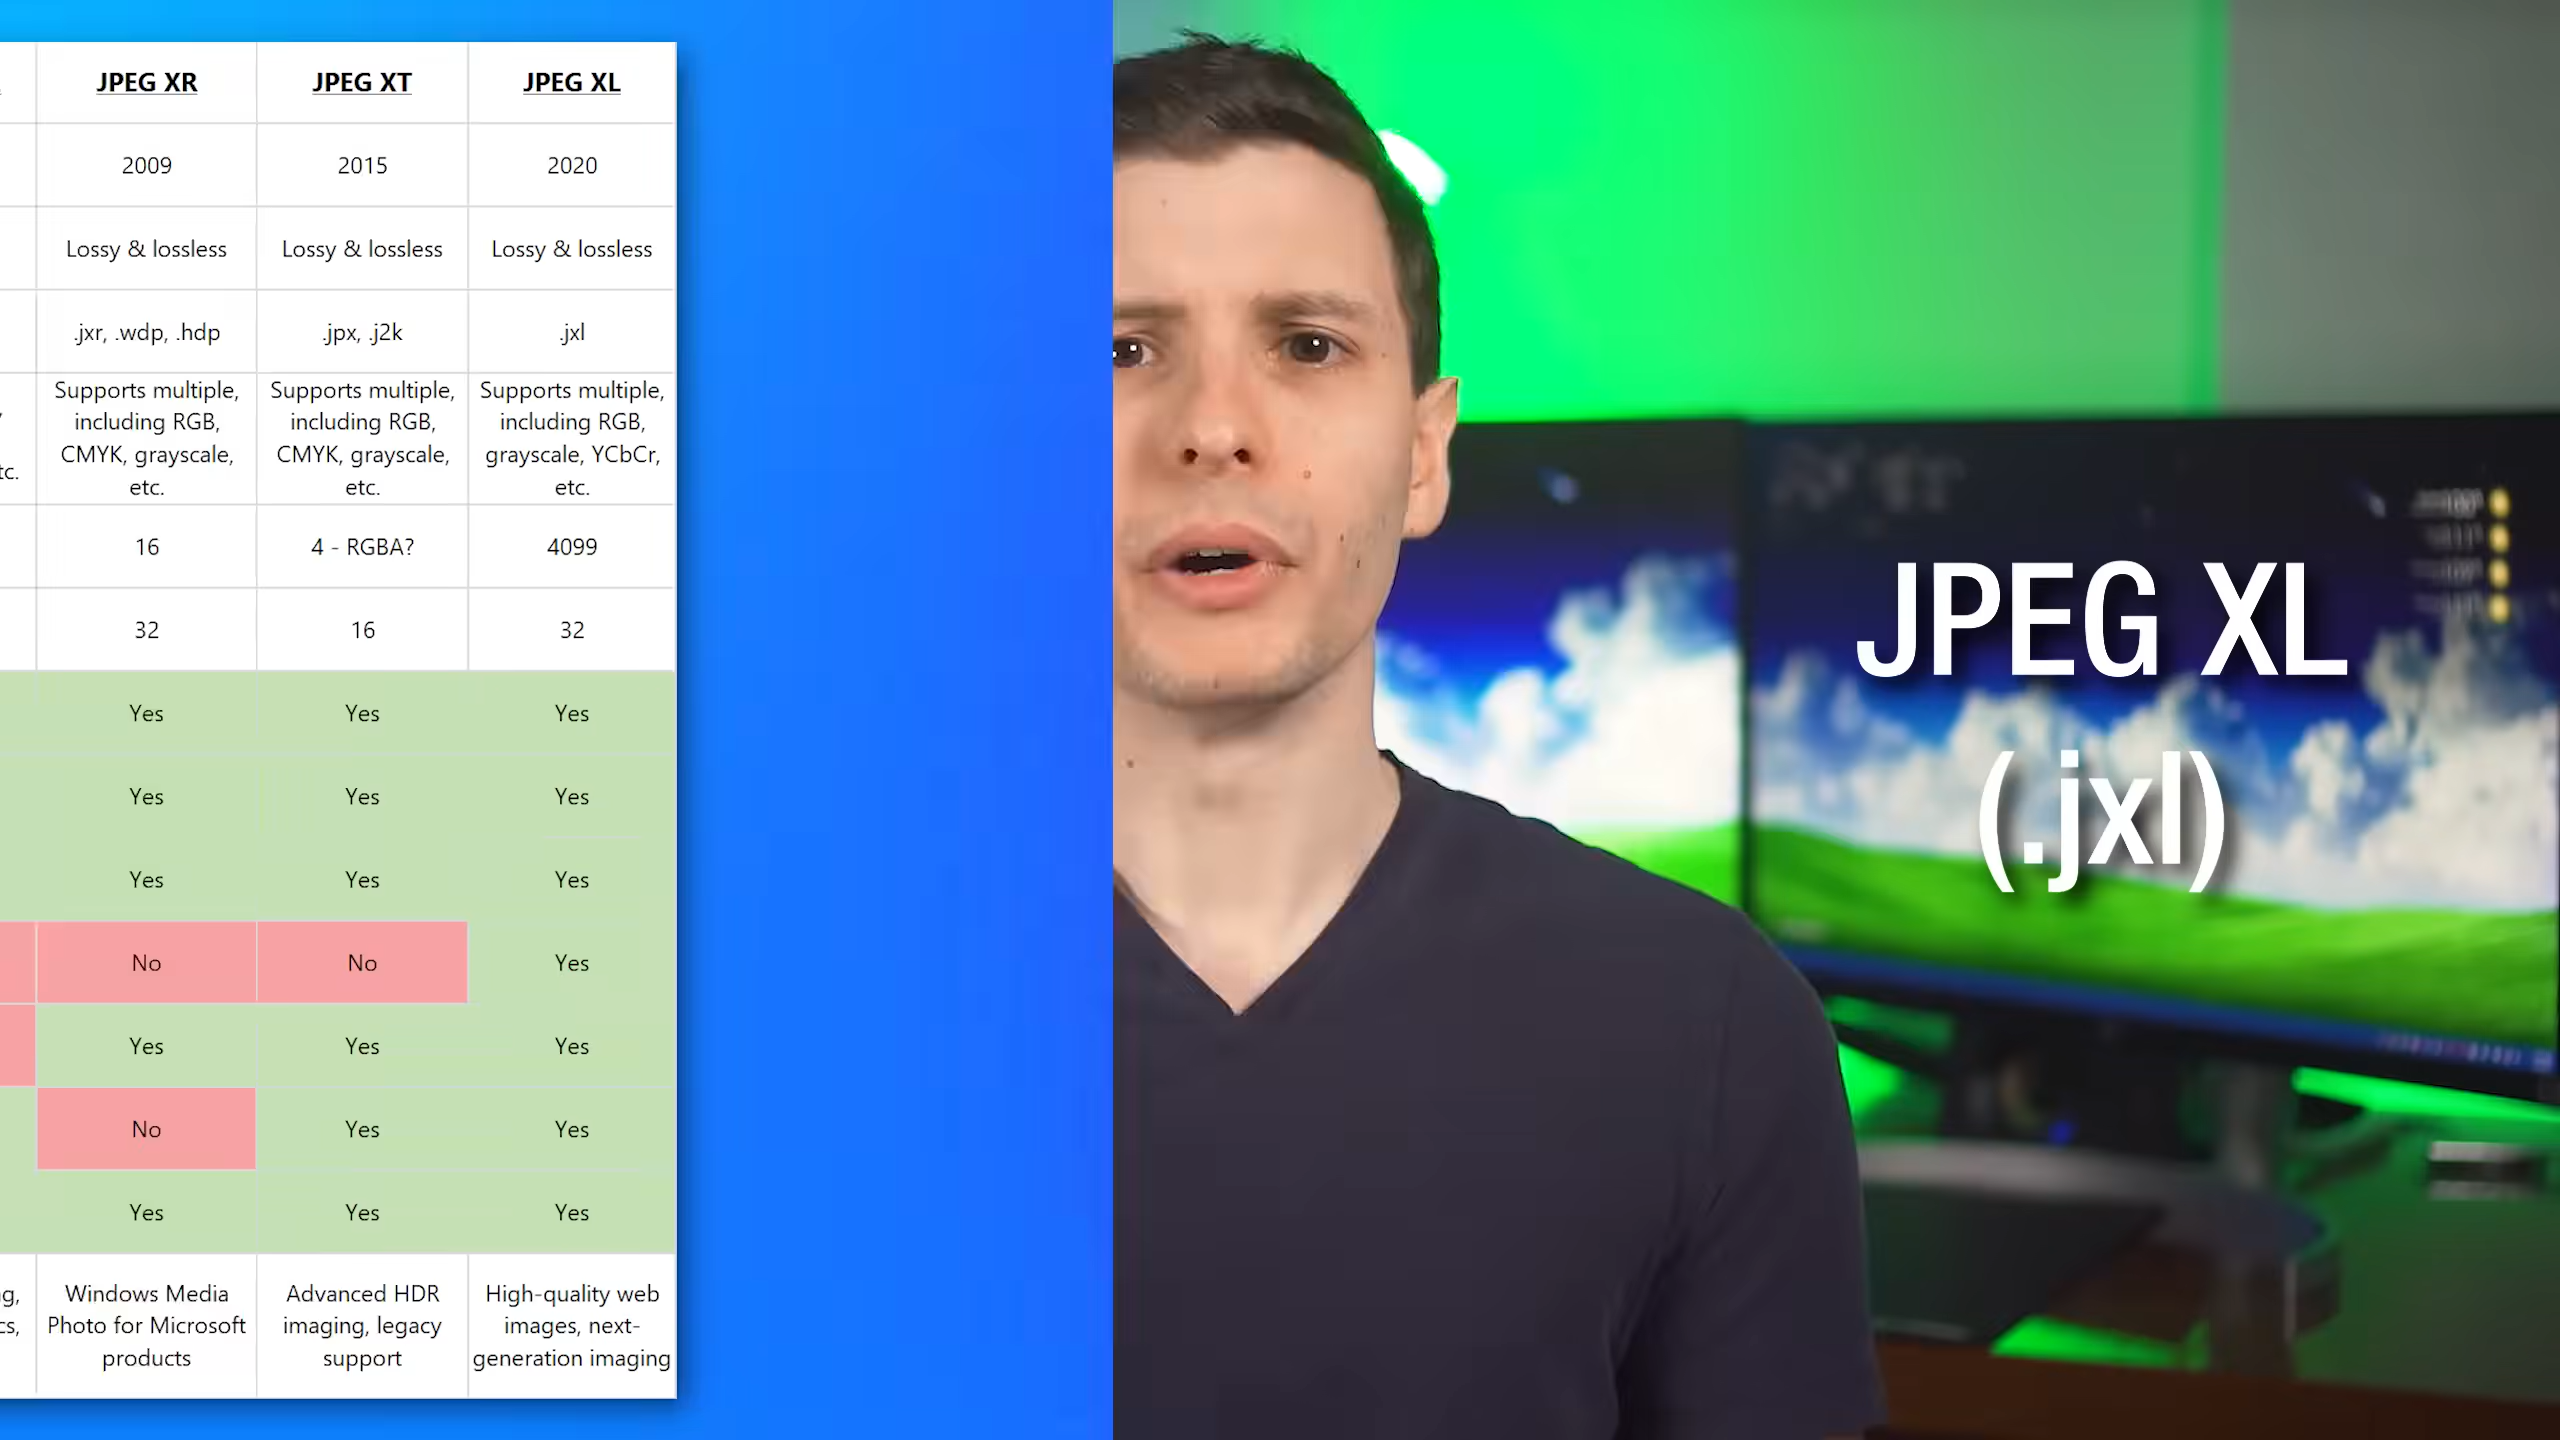 JPEG XR JPEG XT JPEG XL
2009 2015 2020
Lossy & lossless Lossy & lossless Lossy & lossless
.jxr, .wdp, .hdp .jpx, .j2k .jxl
Supports multiple, Supports multiple, Supports multiple,
including RGB, including RGB, including RGB,
CMYK, grayscale, CMYK, grayscale, grayscale, YCbCr,
tc. etc. etc. etc.
16 4 - RGBA? 4099
32 16 32
Yes Yes Yes
Yes Yes Yes
Yes Yes Yes
No No Yes
Yes Yes Yes
No Yes Yes
Yes Yes Yes
g, Windows Media Advanced HDR High-quality web
cs, Photo for Microsoft imaging, legacy images, next-
products support generation imaging
JPEG XL
(.jxl)